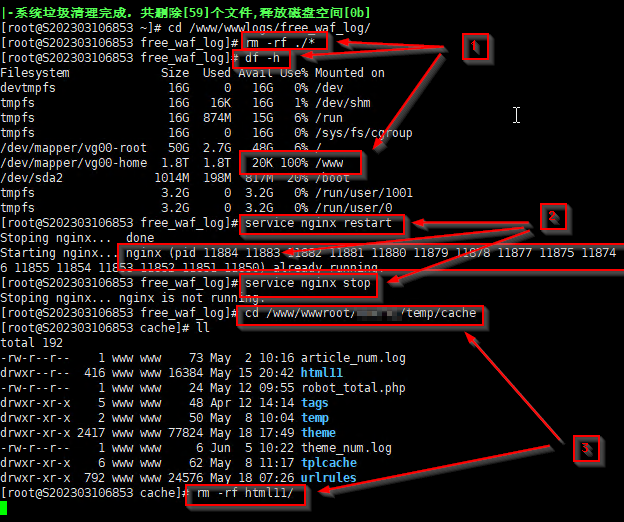 |-系统垃圾清理完成，共删除[59]个文件,释放磁盘空间[0b]
[root@S202303106853 ~]# cd /www/wwwlogs/free_waf_log/
[root@S202303106853 free_waf_log]# rm -rf ./*
[root@S202303106853 free_waf_log]# df -h
Filesystem Size Used Avail Use% Mounted on
devtmpfs 16G 0 16G 0% /dev
tmpfs 16G 16K 16G 1% /dev/shm
tmpfs 16G 874M 15G 6% /run
tmpfs 16G 0 16G 0% /sys/fs/cgroup
/dev/mapper/vg00-root 50G 2.7G 48G 6% /
/dev/mapper/vg00-home 1.8T 1.8T 20K 100% /www
/dev/sda2 1014M 198M 817M 20% /boot
tmpfs 3.2G 0 3.2G 0% /run/user/1001
tmpfs 3.2G 0 3.2G 0% /run/user/0
[root@S202303106853 free_waf_log]# service nginx restart
Stoping nginx... done
Starting nginx... nginx (pid 11884 11883 11882 11881 11880 11879 11878 11877 11875 11874
6 11855 11854 11853 11852 11851 11850) already running.
[root@S202303106853 free_waf_log]# service nginx stop
Stoping nginx... nginx is not running.
[root@S202303106853 free_waf_log]# cd /www/wwwroot/ /temp/cache
[root@S202303106853 cache]# ll
total 192
-rw-r--r-- 1 www www 73 May 2 10:16 article_num.log
drwxr-xr-x 416 www www 16384 May 15 20:42 html11
-rw-r--r-- 1 www www 24 May 12 09:55 robot_total.php
drwxr-xr-x 5 www www 48 Apr 12 14:14 tags
drwxr-xr-x 2 www www 50 May 8 10:04 temp
drwxr-xr-x 2417 www www 77824 May 18 17:49 theme
-rw-r--r-- 1 www www 6 Jun 5 10:22 theme_num.log
drwxr-xr-x 6 www www 62 May 8 11:17 tplcache
drwxr-xr-x 792 www www 24576 May 18 07:26 urlrules
[root@S202303106853 cache]# rm -rf html11/
1
2
3